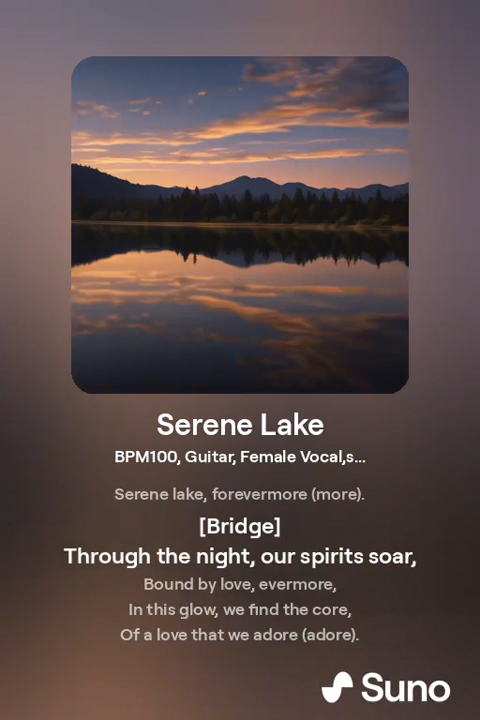 Serene Lake
BPM100, Guitar, Female Vocal,s...
Serene lake, forevermore (more).
[Bridge]
Through the night, our spirits soar,
Bound by love, evermore,
In this glow, we find the core,
Of a love that we adore (adore).
Suno